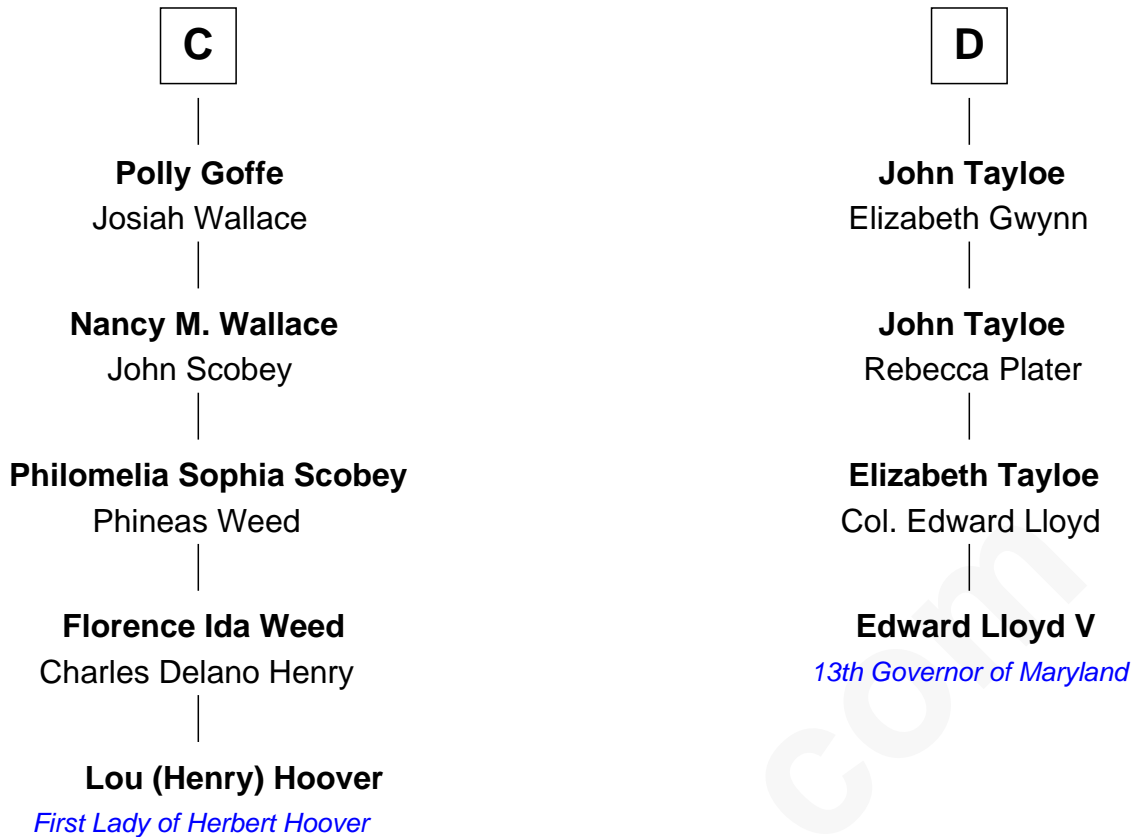 C
Polly Goffe
Josiah Wallace
Nancy M. Wallace
John Scobey
Philomelia Sophia Scobey
Phineas Weed
Florence Ida Weed
Charles Delano Henry
Lou (Henry) Hoover
First Lady of Herbert Hoover
D
John Tayloe
Elizabeth Gwynn
John Tayloe
Rebecca Plater
Elizabeth Tayloe
Col. Edward Lloyd
Edward Lloyd V
13th Governor of Maryland
com